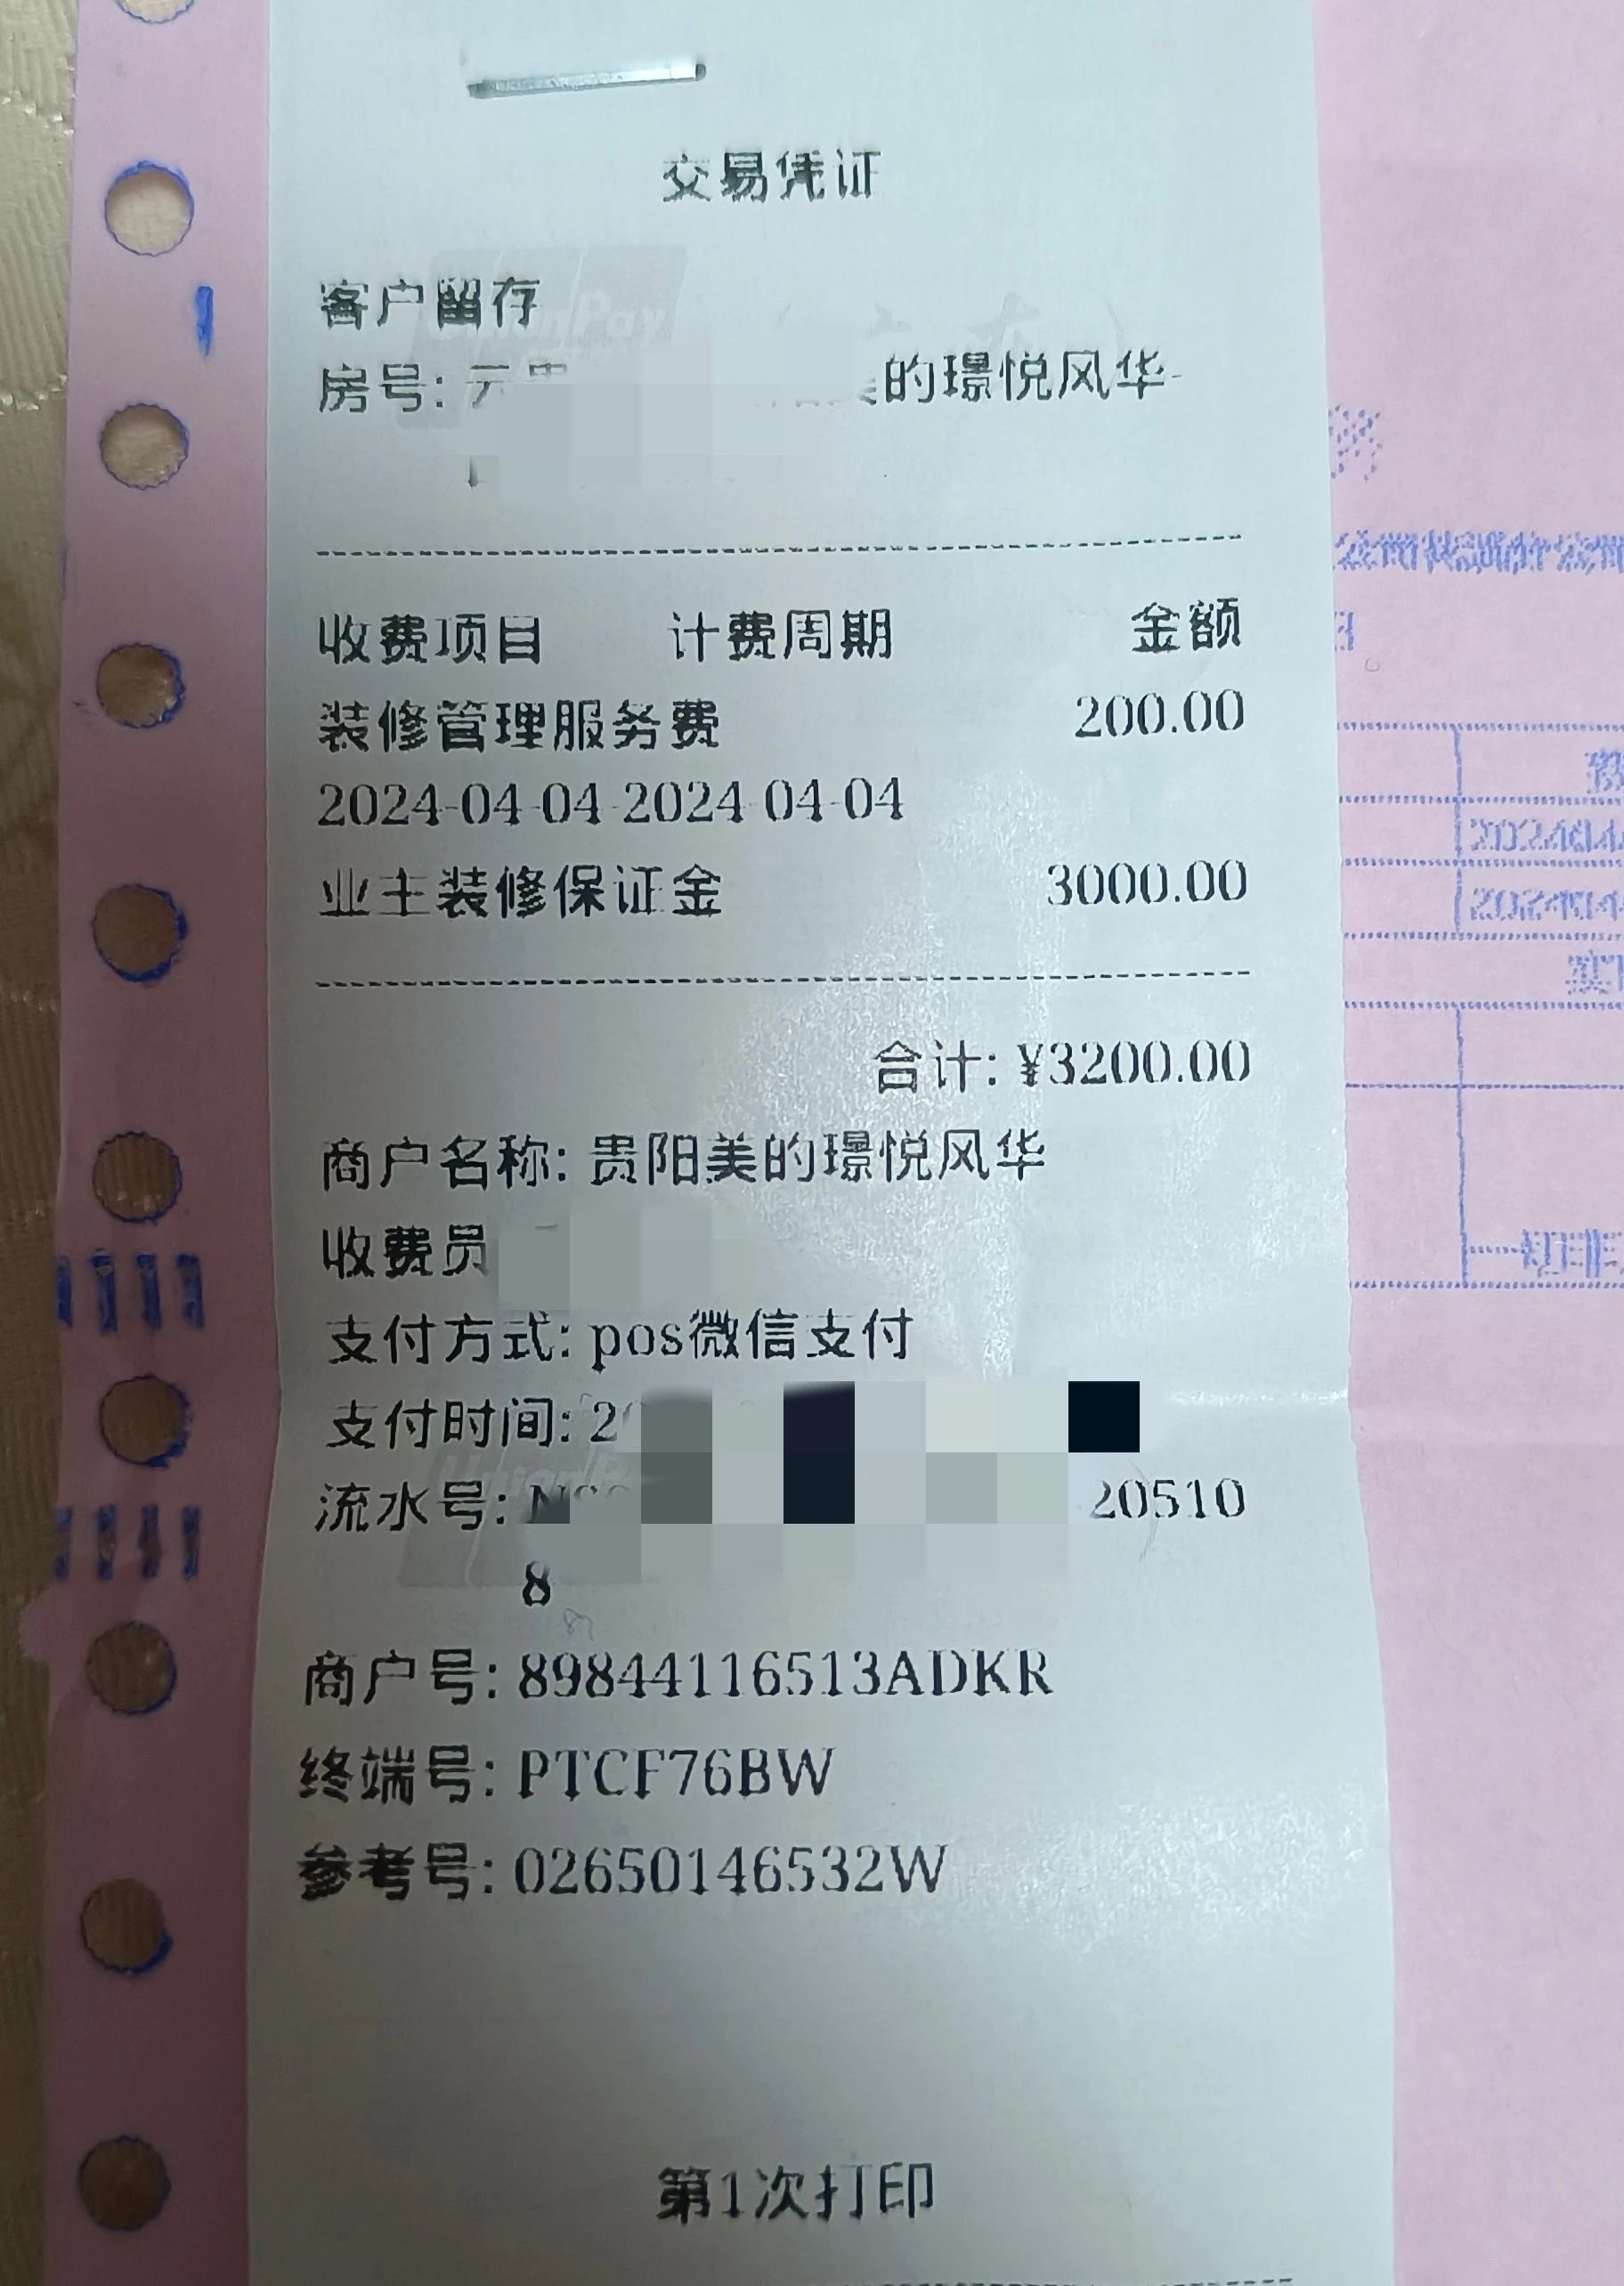 交易凭证
客户留存
UnionPay
房号: 云贵 的璟悦风华-
收费项目 计费周期 金额
装修管理服务费 200.00
2024-04-04-2024-04-04
业主装修保证金 3000.00
合计: ¥3200.00
商户名称: 贵阳美的璟悦风华
收费员
支付方式: pos微信支付
支付时间: 20
UnionPay
流水号: 20510
8
商户号: 89844116513ADKR
终端号: PTCF76BW
参考号: 02650146532W
第1次打印